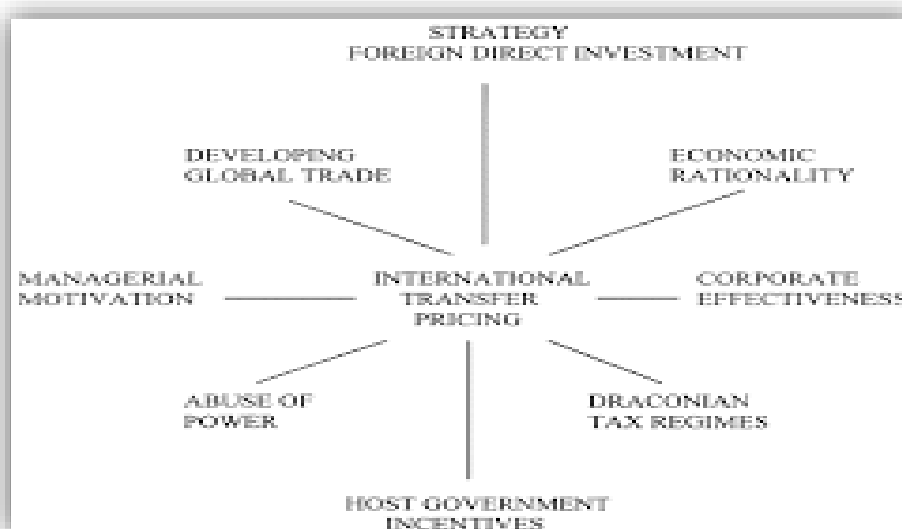 STRATEGY
FOREIGN DIRECT INVESTMENT
DEVELOPING
GLOBAL TRADE
ECONOMIC
RATIONALITY
MANAGERIAL
MOTIVATION
INTERNATIONAL
TRANSFER
PRICING
CORPORATE
EFFECTIVENESS
ABUSE OF
POWER
DRACONIAN
TAX REGIMES
HOST GOVERNMENT
INCENTIVES